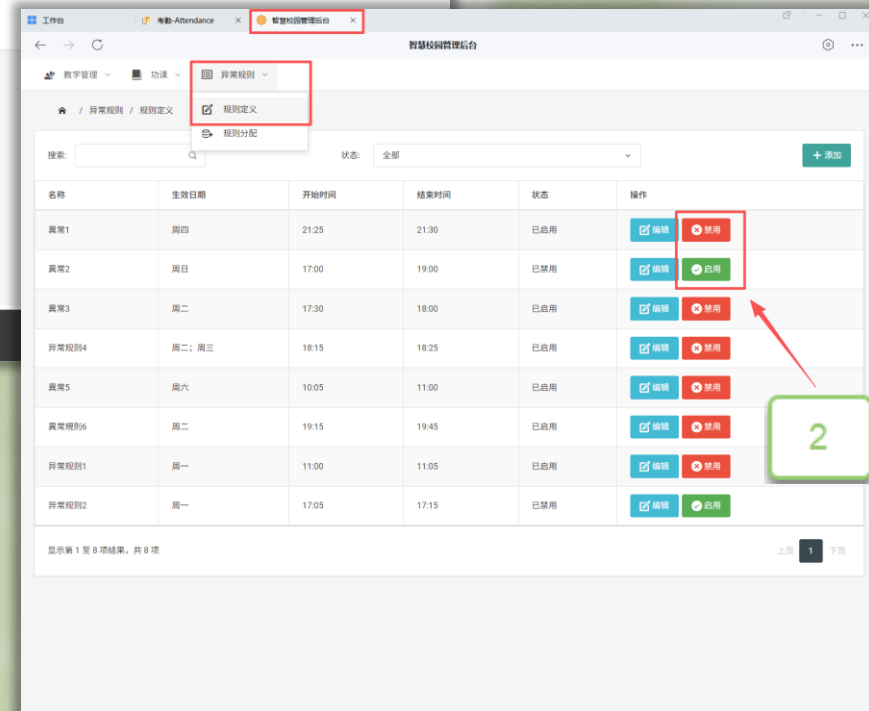 工作台 考勤-Attendance 智慧校园管理后台
智慧校园管理后台
教学管理 功课 异常规则
/ 异常规则 / 规则定义
规则定义
规则分配
搜索: 状态: 全部 添加
名称 生效日期 开始时间 结束时间 状态 操作
異常1 周四 21:25 21:30 已启用 编辑 禁用
異常2 周日 17:00 19:00 已禁用 编辑 启用
異常3 周二 17:30 18:00 已启用 编辑 禁用
异常规则4 周二；周三 18:15 18:25 已启用 编辑 禁用
異常5 周六 10:05 11:00 已启用 编辑 禁用
異常規則6 周二 19:15 19:45 已启用 编辑 禁用
异常规则1 周一 11:00 11:05 已启用 编辑 禁用
异常规则2 周一 17:05 17:15 已禁用 编辑 启用
2
显示第 1 至 8 项结果，共 8 项 上页 1 下页